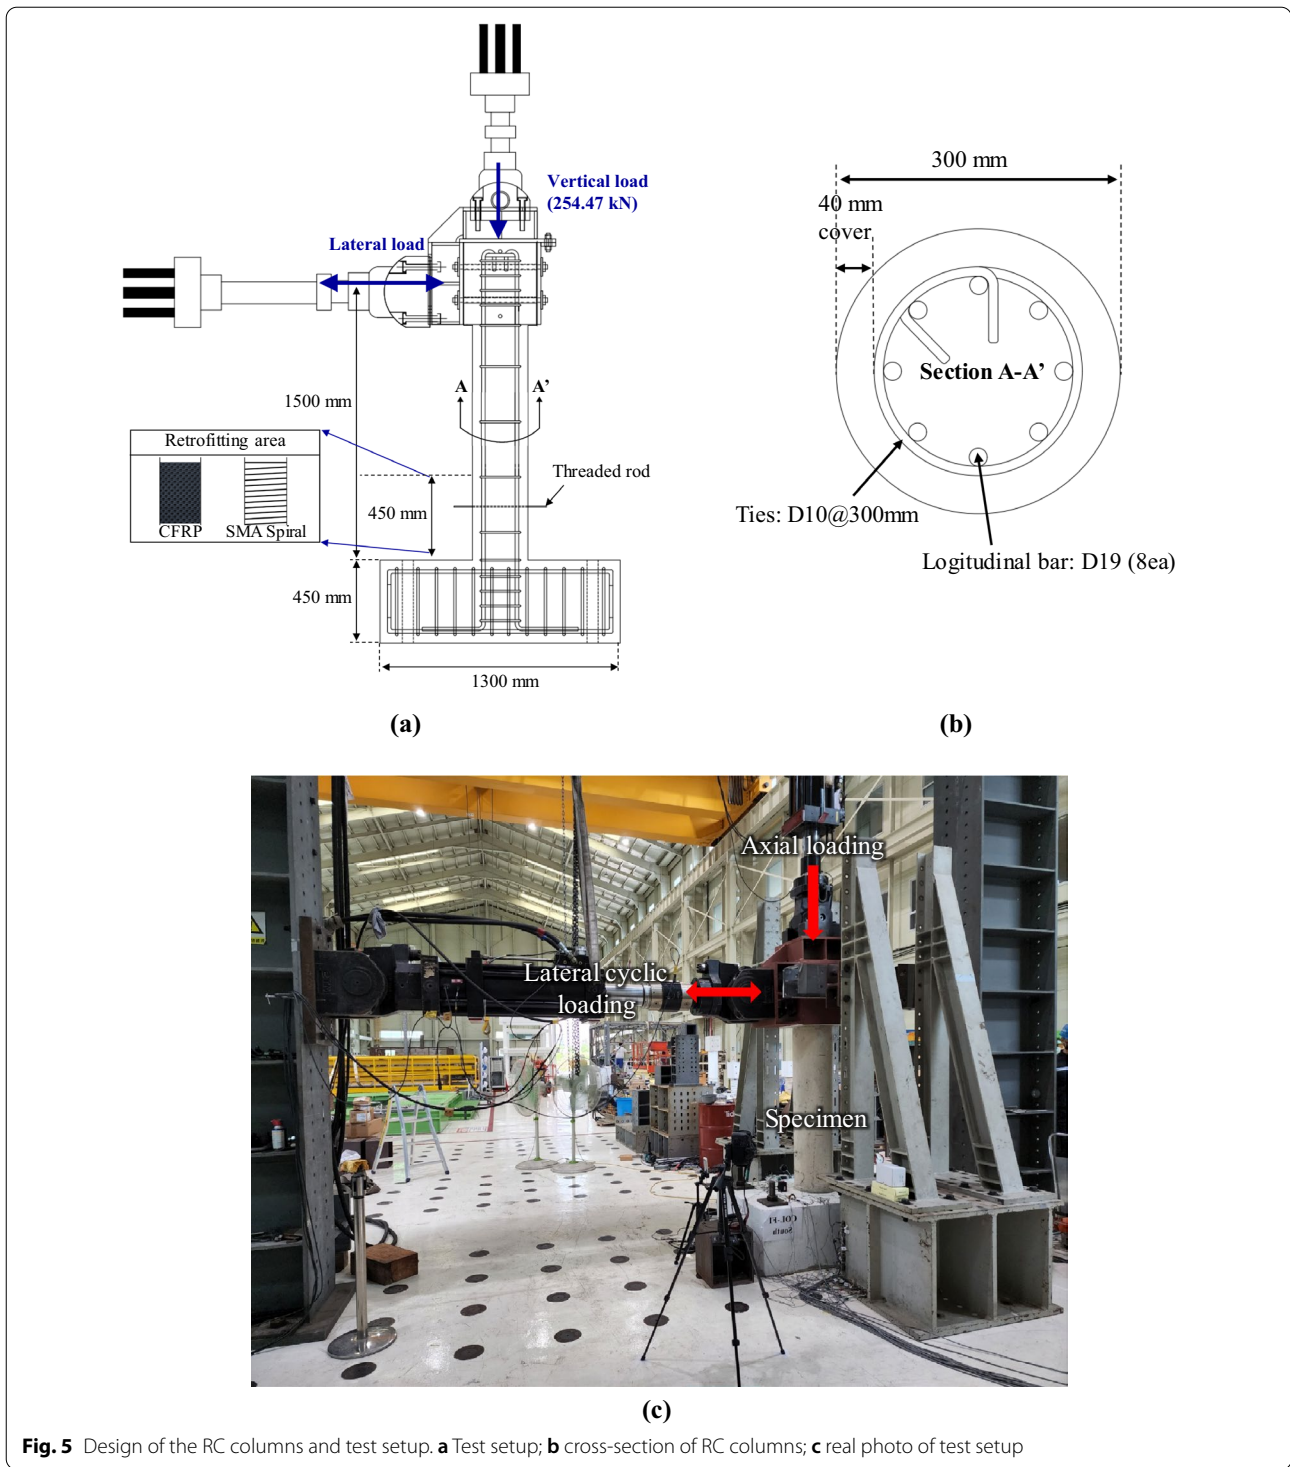 Vertical load
(254.47 kN)
Lateral load
1500 mm
A
A’
Retrofitting area
CFRP
SMA Spiral
450 mm
Threaded rod
450 mm
1300 mm
(a)
300 mm
40 mm
cover
Section A-A’
Ties: D10@300mm
Logitudinal bar: D19 (8ea)
(b)
Axial loading
Lateral cyclic
loading
Specimen
COL-FI
South
(c)
Fig. 5 Design of the RC columns and test setup. a Test setup; b cross-section of RC columns; c real photo of test setup